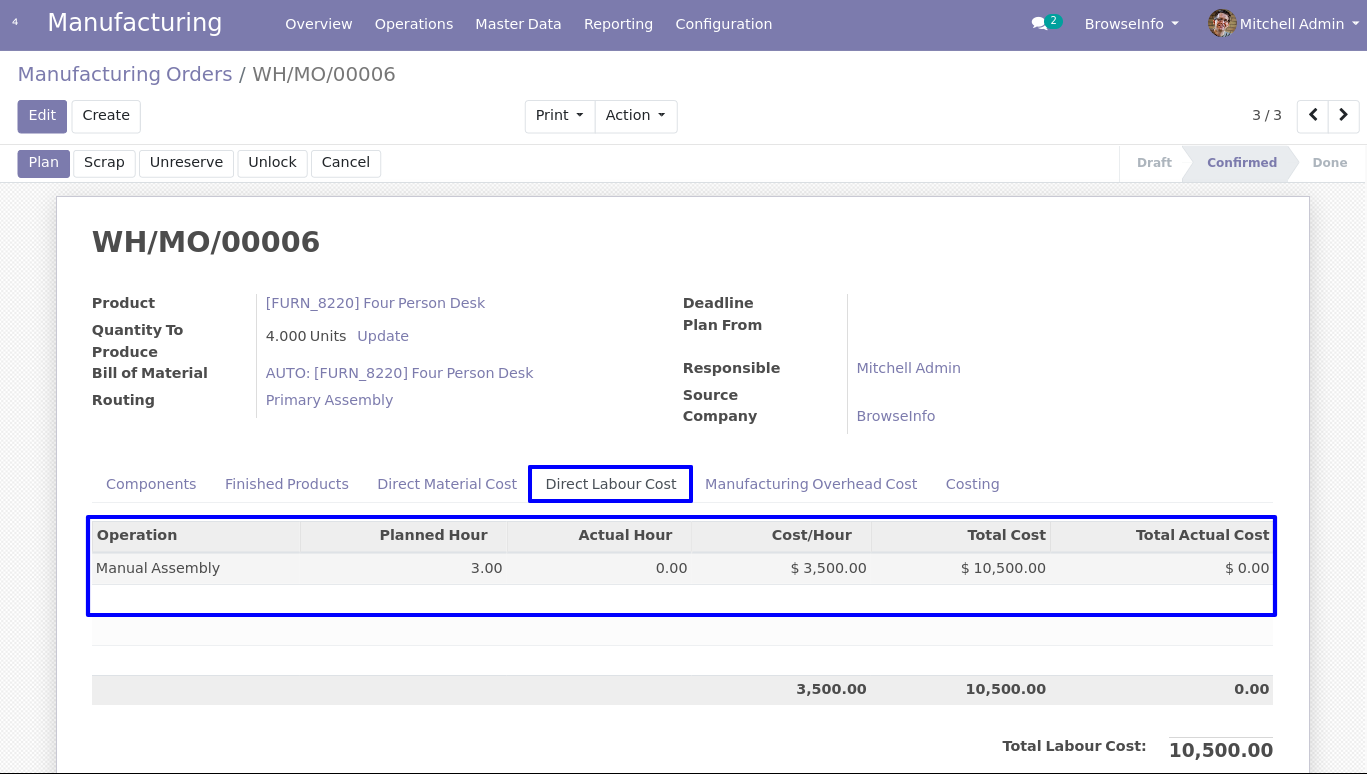 4 Manufacturing Overview Operations Master Data Reporting Configuration 2 BrowseInfo Mitchell Admin
Manufacturing Orders / WH/MO/00006
Edit Create Print Action 3 / 3
Plan Scrap Unreserve Unlock Cancel Draft Confirmed Done
WH/MO/00006
Product [FURN_8220] Four Person Desk
Quantity To Produce 4.000 Units Update
Bill of Material AUTO: [FURN_8220] Four Person Desk
Routing Primary Assembly
Deadline
Plan From
Responsible Mitchell Admin
Source
Company BrowseInfo
Components Finished Products Direct Material Cost Direct Labour Cost Manufacturing Overhead Cost Costing
Operation Planned Hour Actual Hour Cost/Hour Total Cost Total Actual Cost
Manual Assembly 3.00 0.00 $ 3,500.00 $ 10,500.00 $ 0.00
3,500.00 10,500.00 0.00
Total Labour Cost: 10,500.00